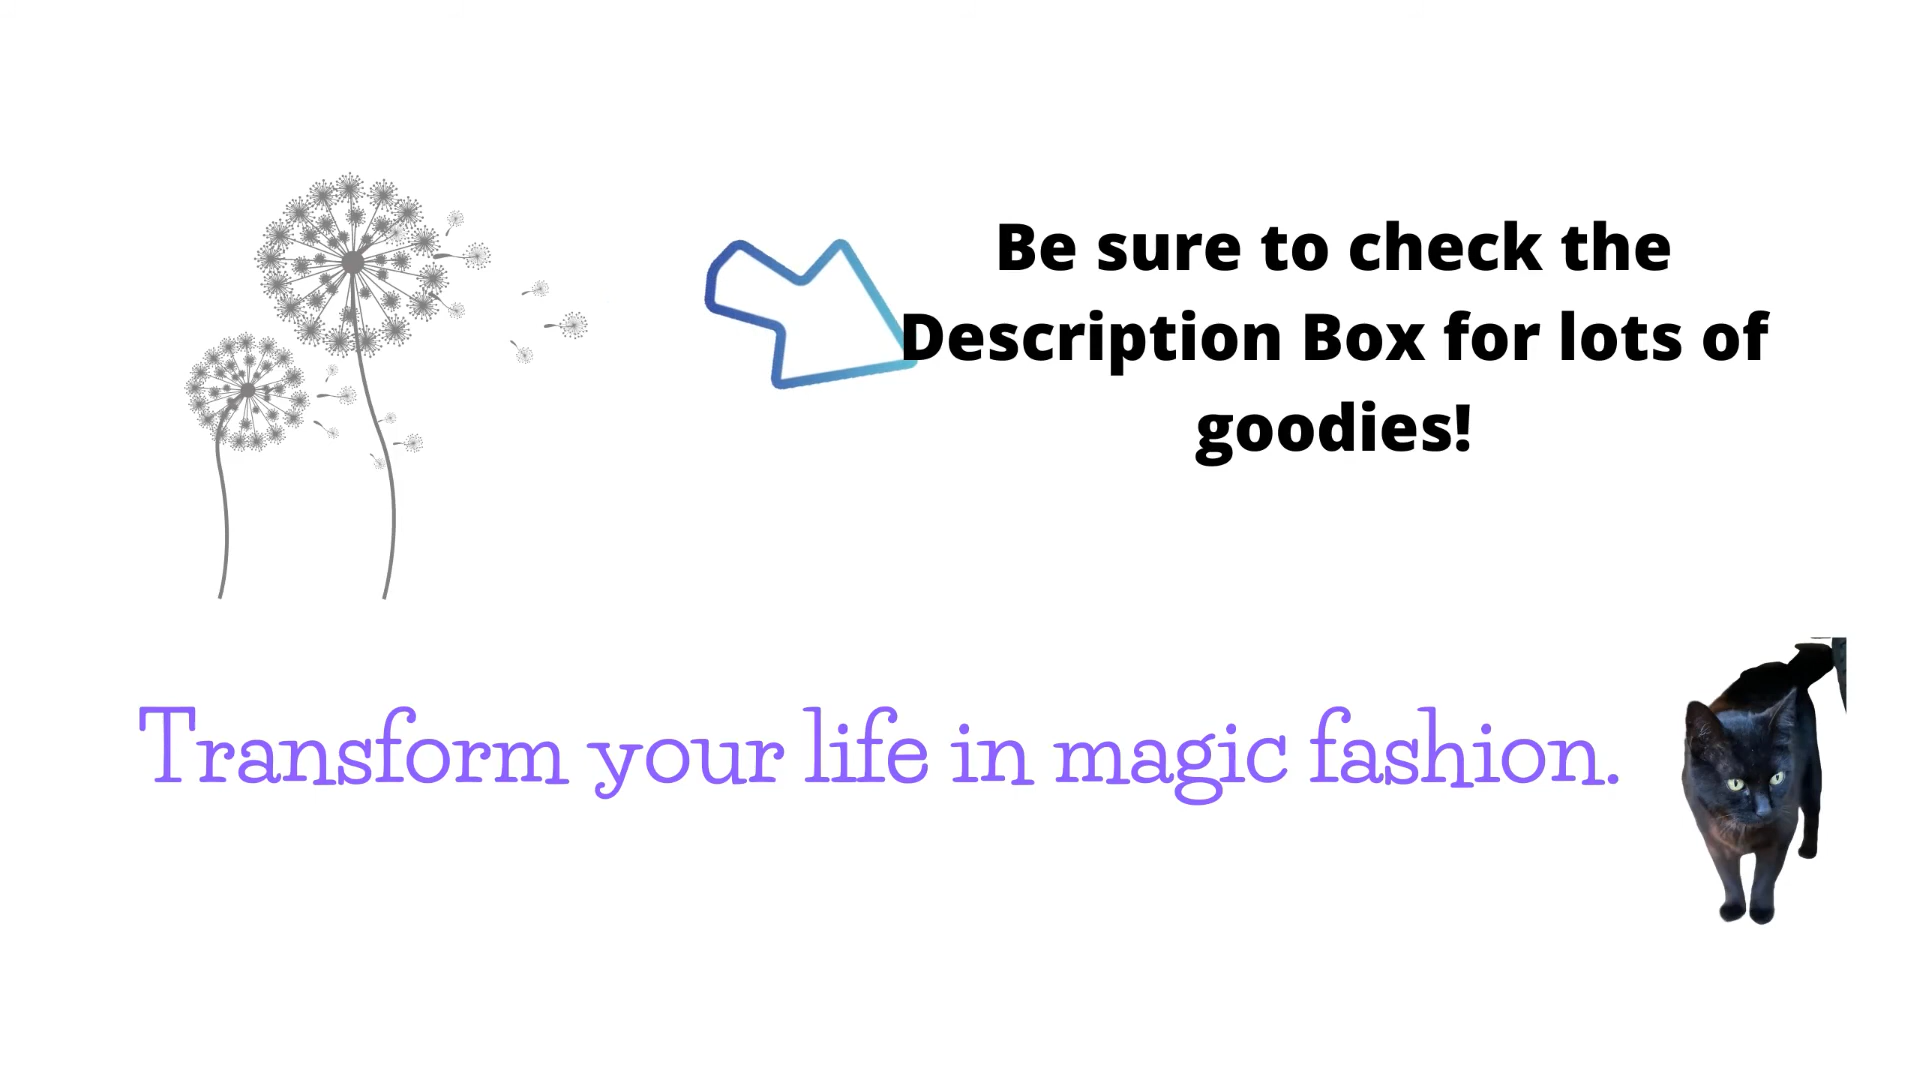 Be sure to check the
Description Box for lots of
goodies!
Transform your life in magic fashion.